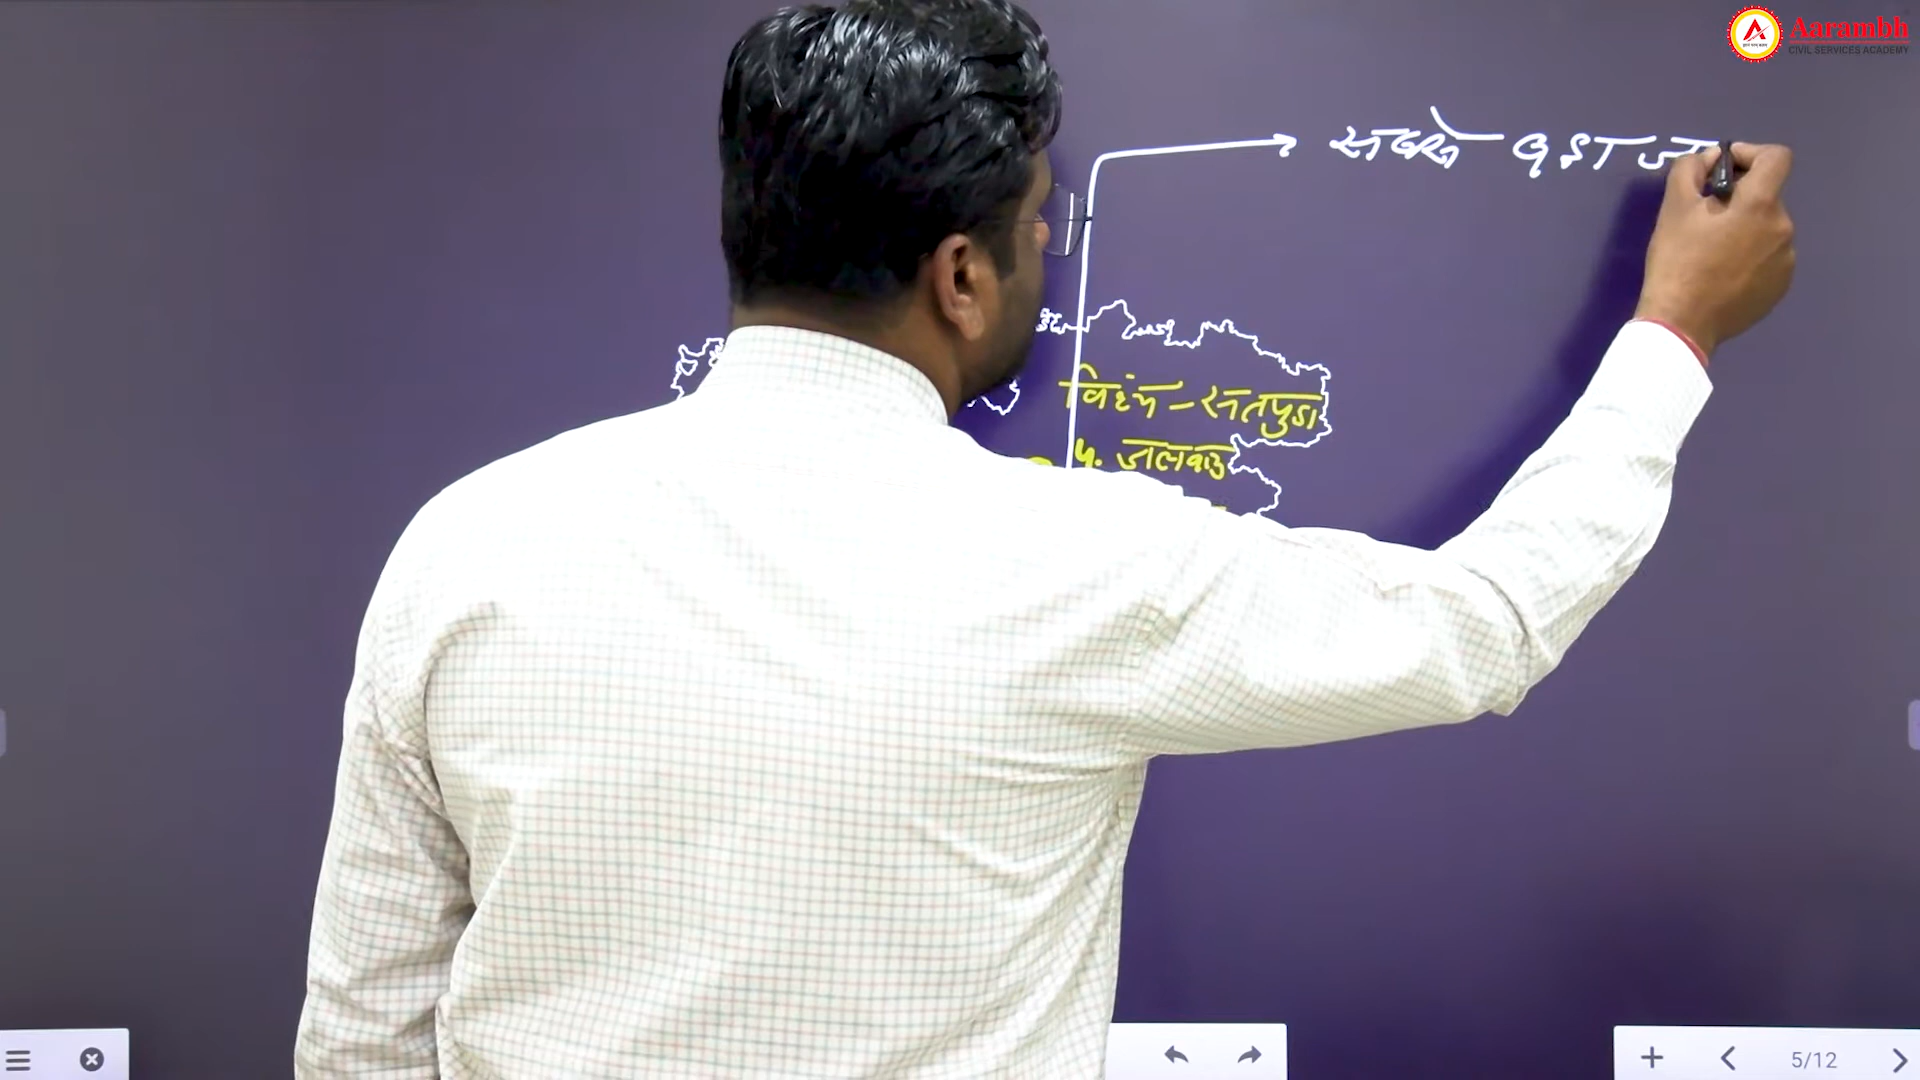 Aarambh
CIVIL SERVICES ACADEMY
सबसे बड़ा
विंध्य - सतपुड़ा
प. जलवायु
5/12